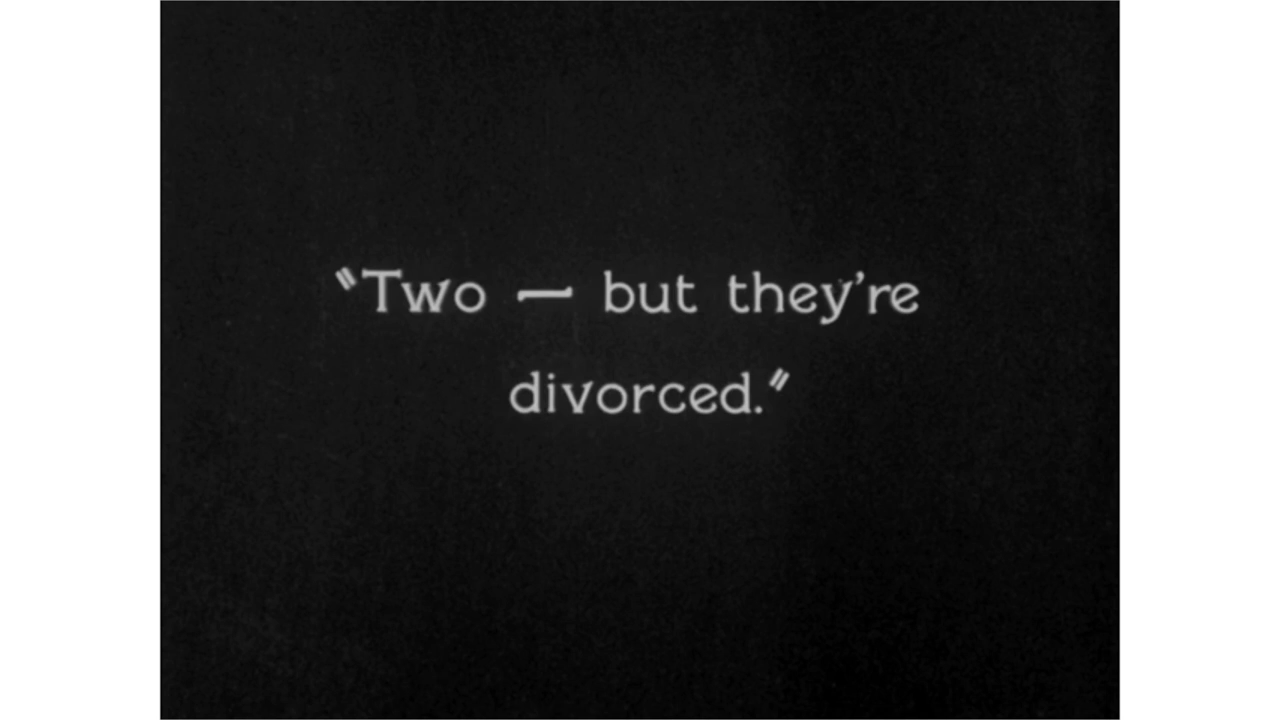 "Two — but they're
divorced."